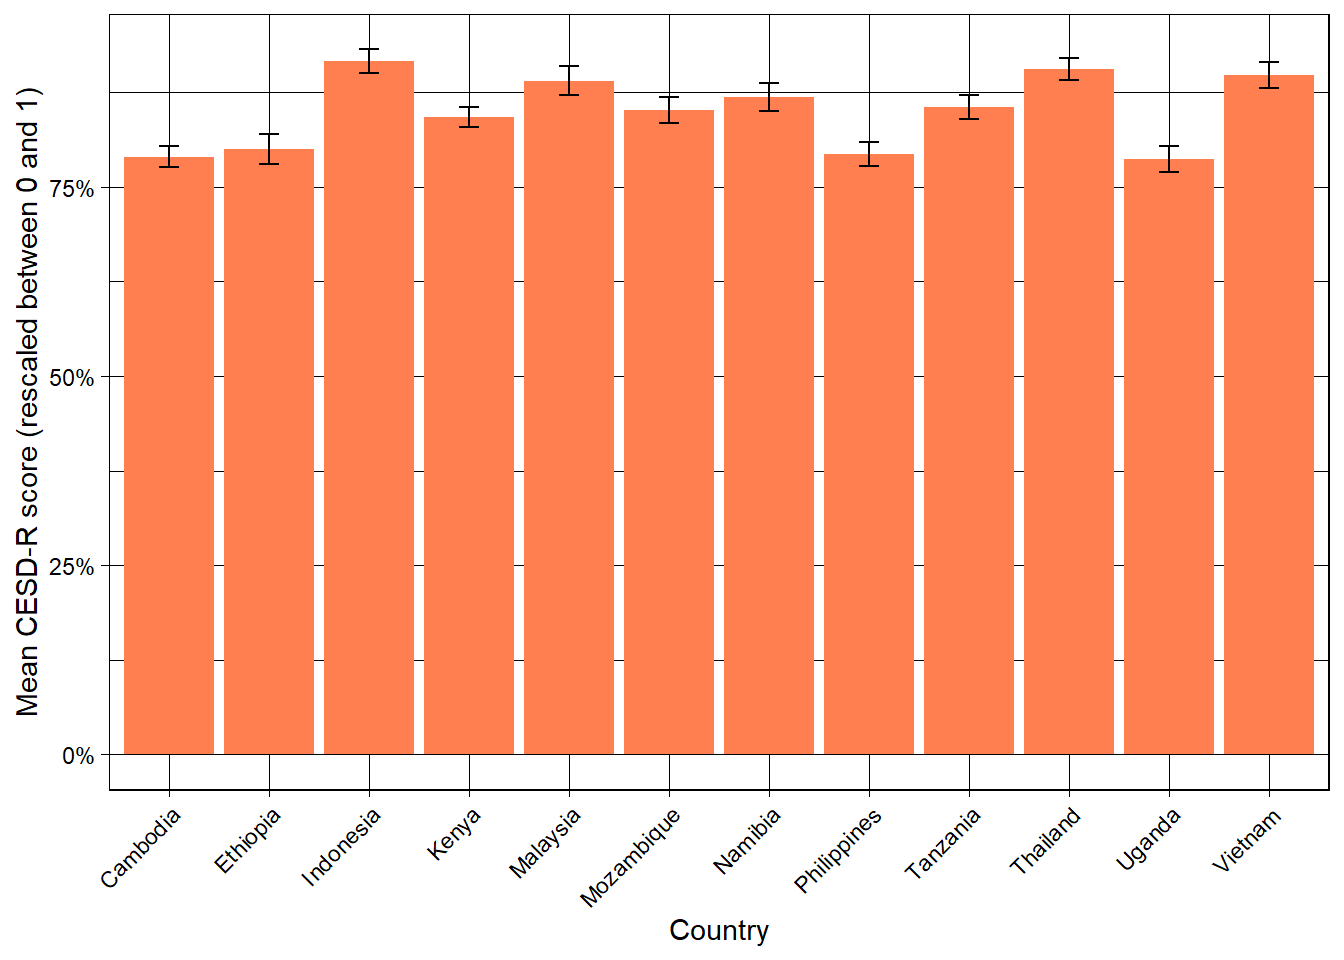 Mean CESD-R score (rescaled between 0 and 1)
75%
50%
25%
0%
Cambodia
Ethiopia
Indonesia
Kenya
Malaysia
Mozambique
Namibia
Philippines
Tanzania
Thailand
Uganda
Vietnam
Country